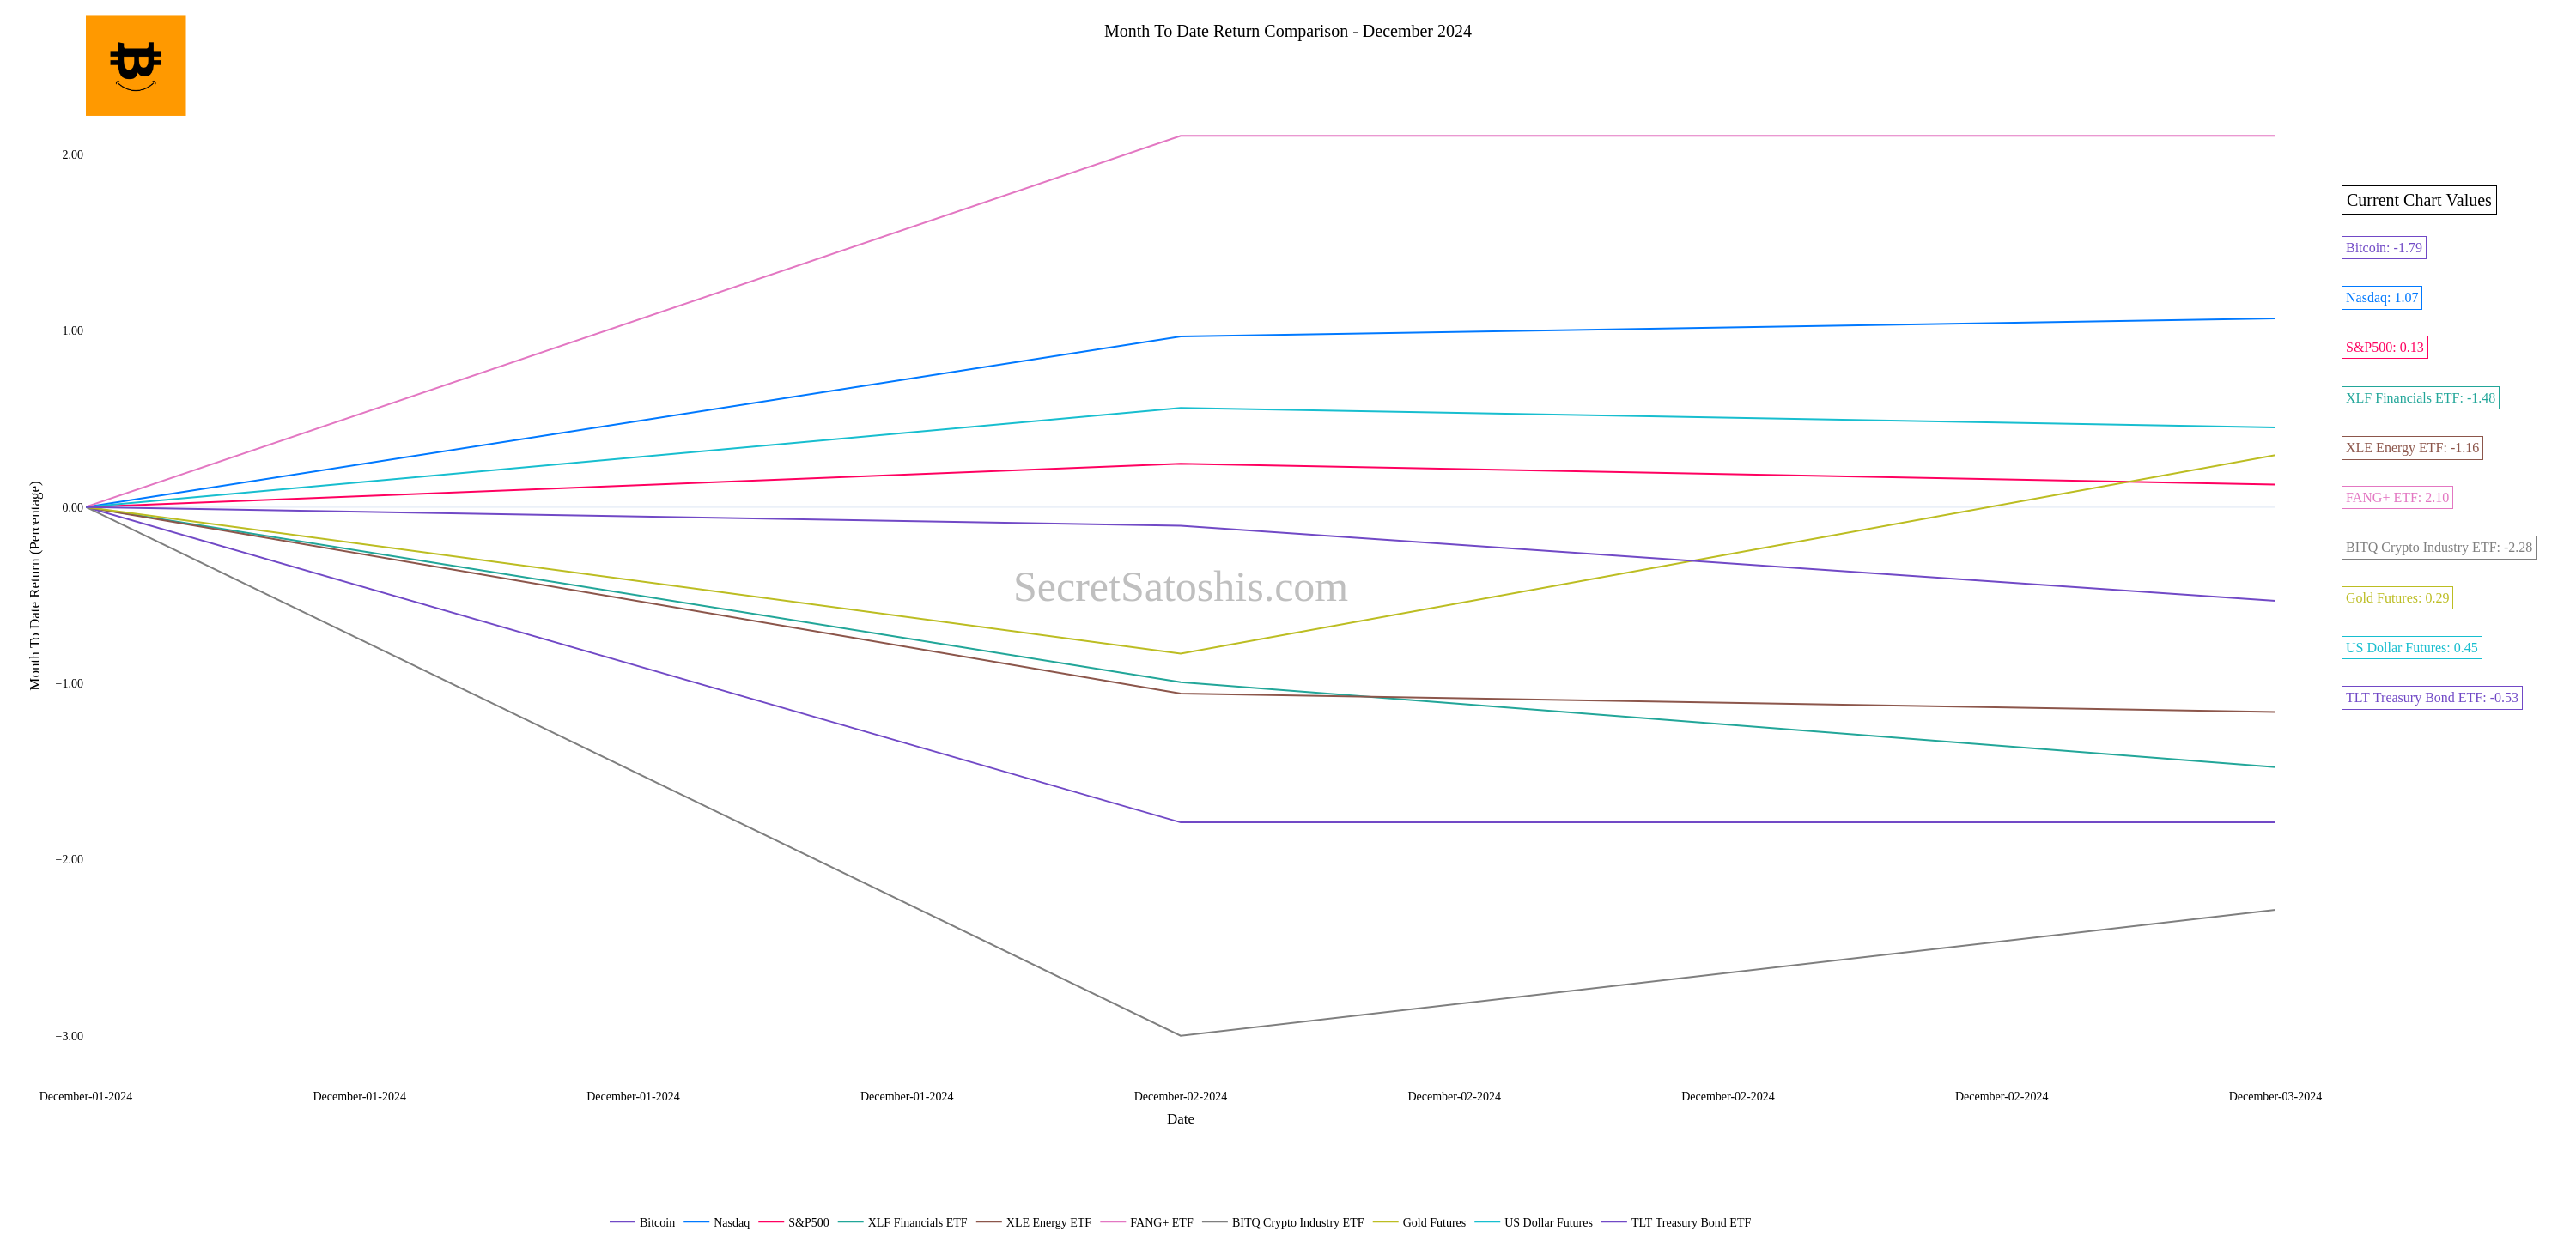 Month To Date Return Comparison - December 2024
2.00
1.00
0.00
−1.00
−2.00
−3.00
Month To Date Return (Percentage)
SecretSatoshis.com
Current Chart Values
Bitcoin: -1.79
Nasdaq: 1.07
S&P500: 0.13
XLF Financials ETF: -1.48
XLE Energy ETF: -1.16
FANG+ ETF: 2.10
BITQ Crypto Industry ETF: -2.28
Gold Futures: 0.29
US Dollar Futures: 0.45
TLT Treasury Bond ETF: -0.53
December-01-2024 December-01-2024 December-01-2024 December-01-2024 December-02-2024 December-02-2024 December-02-2024 December-02-2024 December-03-2024
Date
Bitcoin Nasdaq S&P500 XLF Financials ETF XLE Energy ETF FANG+ ETF BITQ Crypto Industry ETF Gold Futures US Dollar Futures TLT Treasury Bond ETF